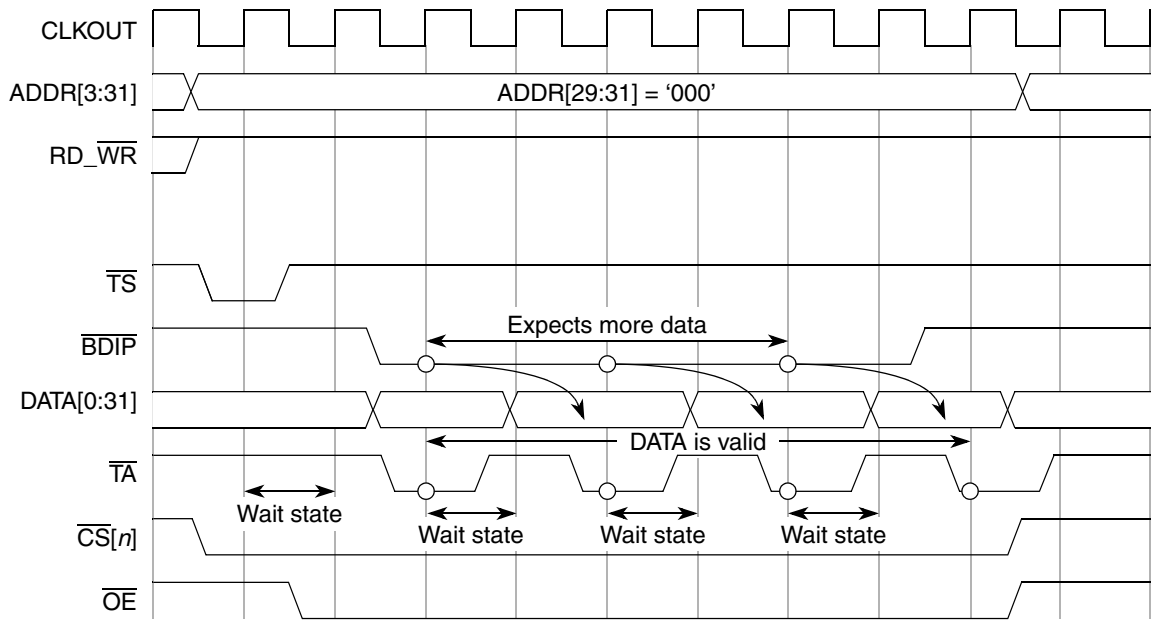 CLKOUT
ADDR[3:31]
ADDR[29:31] = ‘000’
RD_WR
TS
Expects more data
BDIP
DATA[0:31]
DATA is valid
TA
Wait state
Wait state
Wait state
Wait state
CS[n]
OE